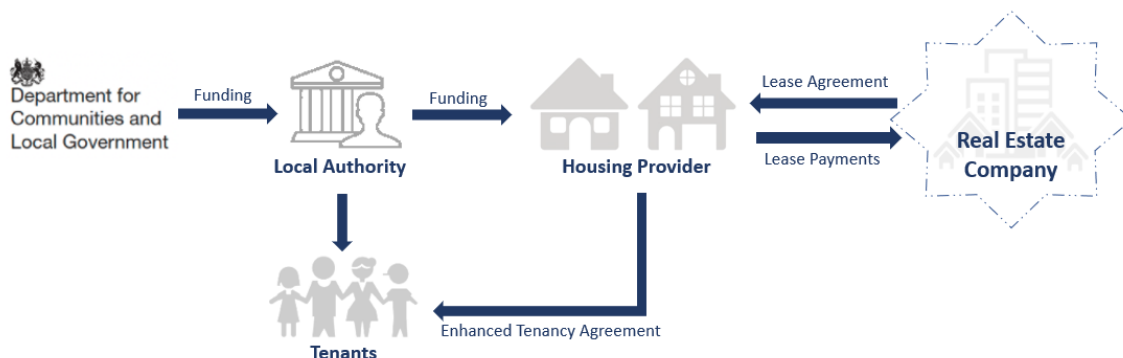 Department for
Communities and
Local Government
Funding
Local Authority
Funding
Housing Provider
Lease Agreement
Lease Payments
Real Estate
Company
Enhanced Tenancy Agreement
Tenants